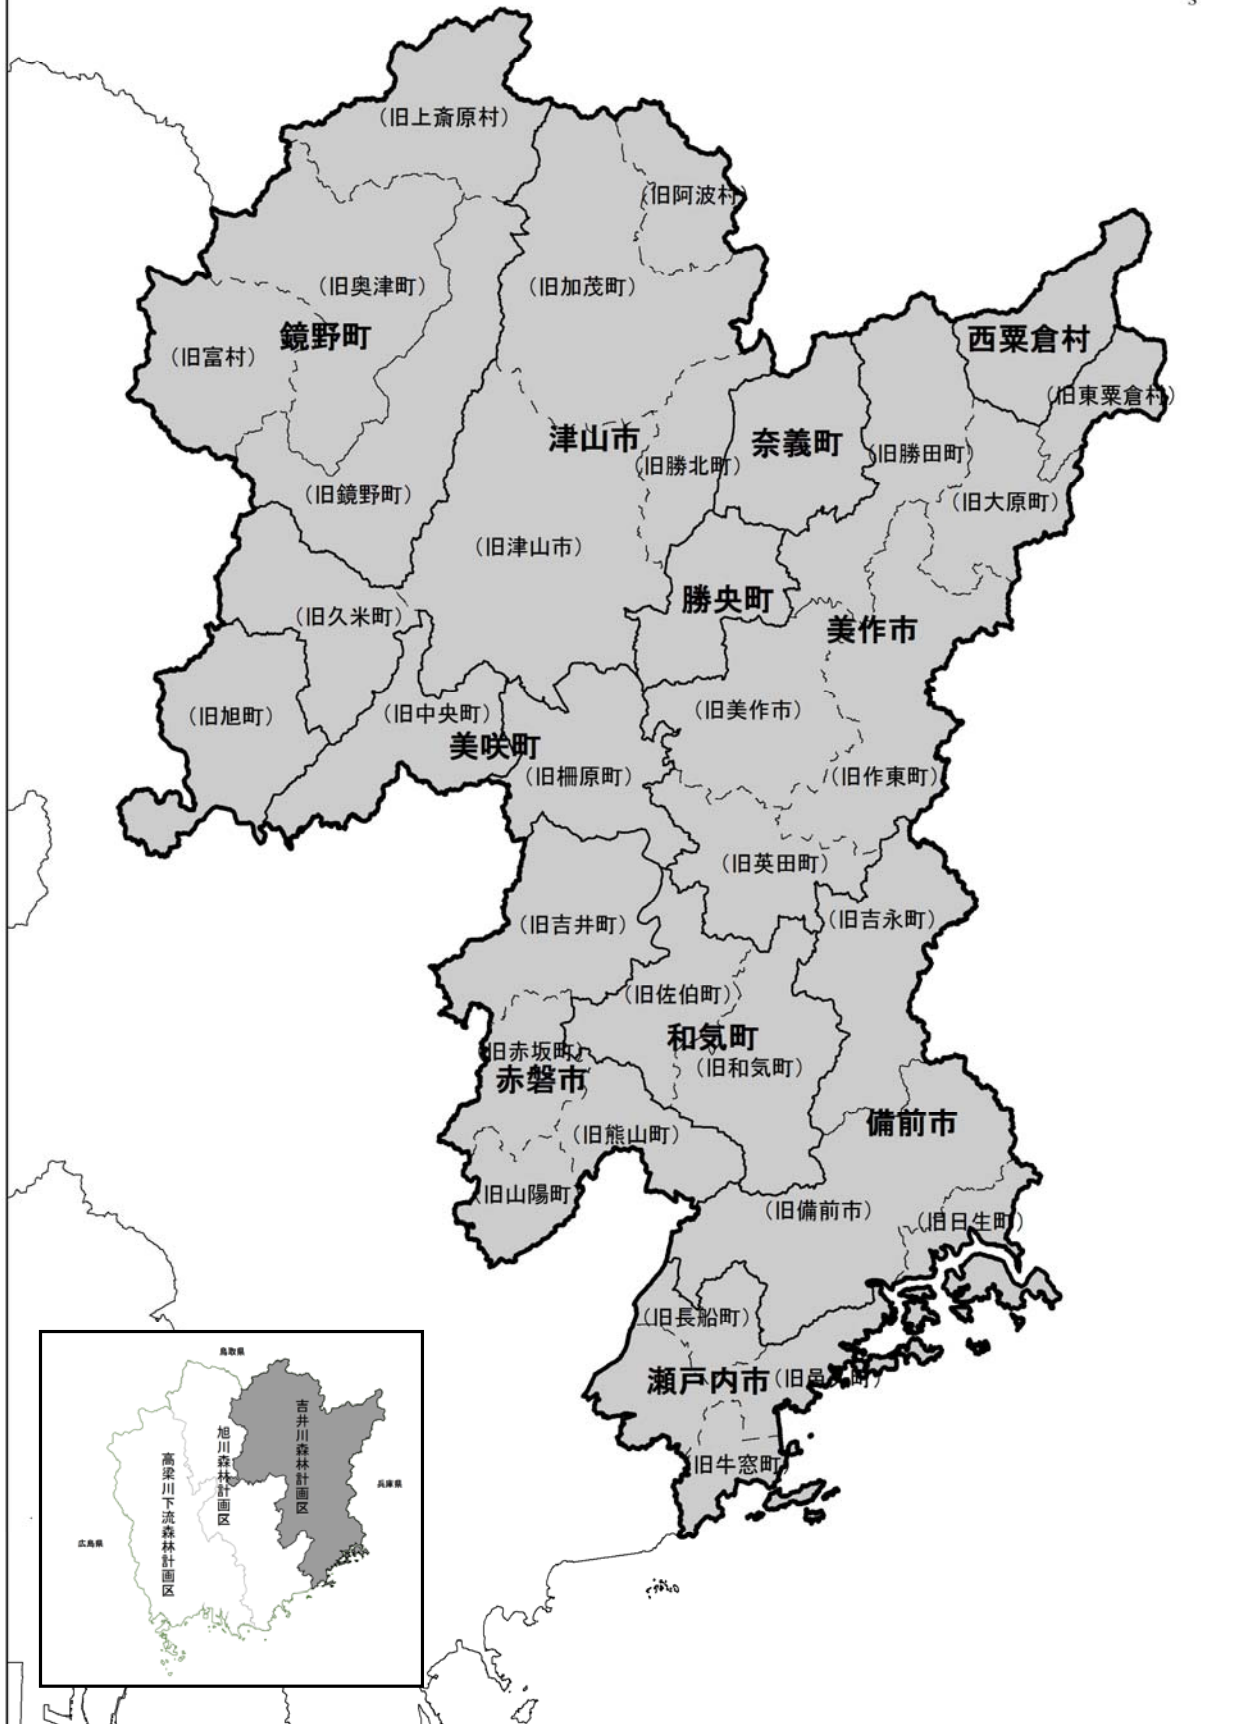 S
（旧上斎原村）
（旧阿波村）
（旧奥津町）
（旧加茂町）
鏡野町
西粟倉村
（旧富村）
（旧東粟倉村）
津山市
奈義町
（旧勝北町）
（旧勝田町）
（旧鏡野町）
（旧大原町）
（旧津山市）
勝央町
（旧久米町）
美作市
（旧旭町）
（旧中央町）
（旧美作市）
美咲町
（旧柵原町）
（旧作東町）
（旧英田町）
（旧吉井町）
（旧吉永町）
（旧佐伯町）
和気町
（旧赤坂町）
（旧和気町）
赤磐市
備前市
（旧熊山町）
（旧山陽町）
（旧備前市）
（旧日生町）
（旧長船町）
瀬戸内市
（旧邑 町）
（旧牛窓町）
鳥取県
吉井川森林計画区
旭川森林計画区
高梁川下流森林計画区
兵庫県
広島県